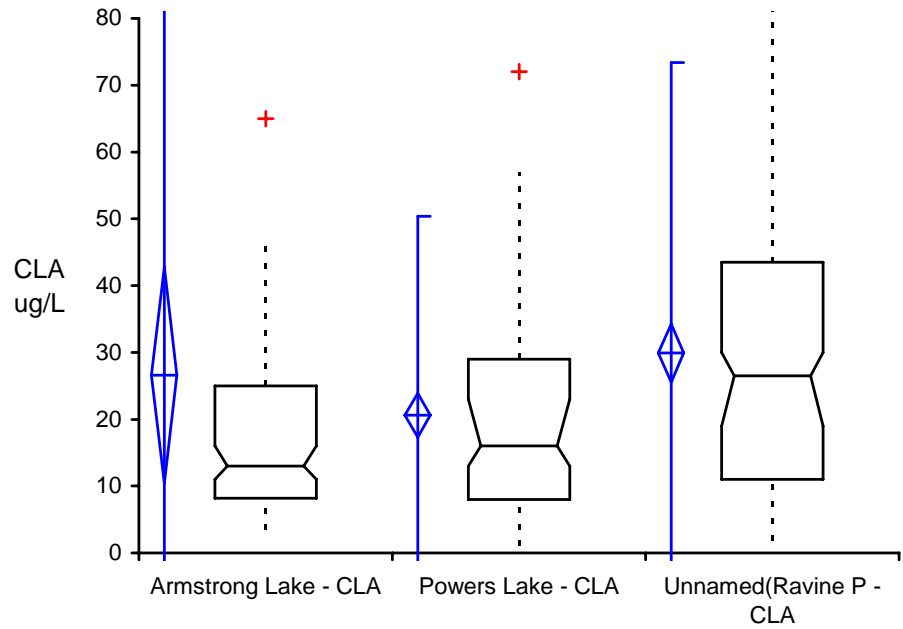 80
70
60
50
40
30
20
10
0
CLA
ug/L
Armstrong Lake - CLA
Powers Lake - CLA
Unnamed(Ravine P -
CLA